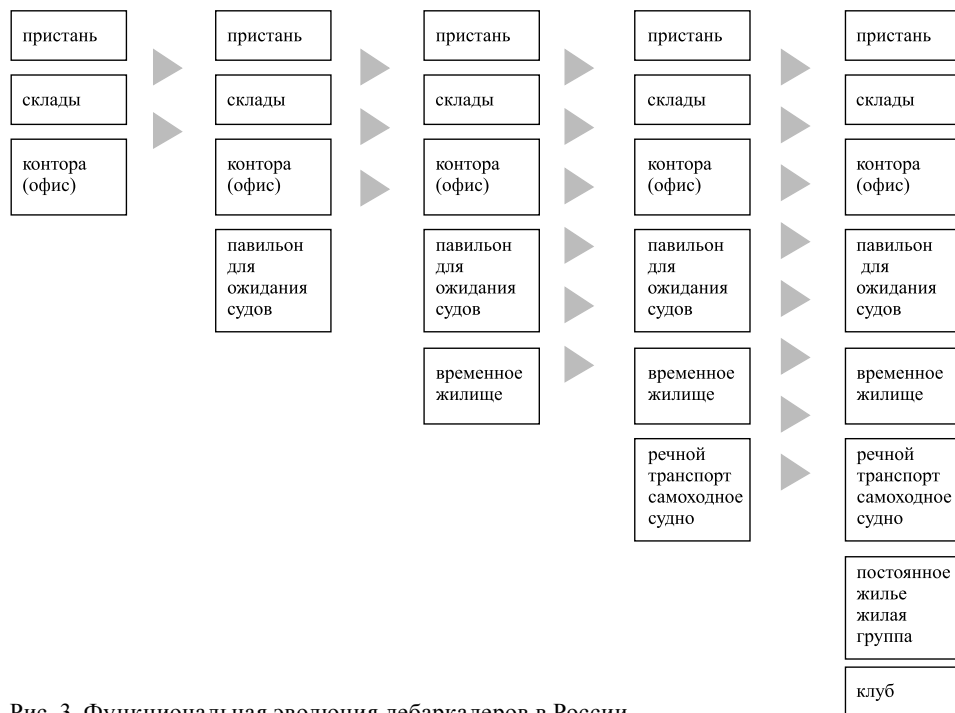 пристань
склады
контора
(офис)
пристань
склады
контора
(офис)
павильон
для
ожидания
судов
пристань
склады
контора
(офис)
павильон
для
ожидания
судов
временное
жилище
пристань
склады
контора
(офис)
павильон
для
ожидания
судов
временное
жилище
речной
транспорт
самоходное
судно
пристань
склады
контора
(офис)
павильон
для
ожидания
судов
временное
жилище
речной
транспорт
самоходное
судно
постоянное
жилье
жилая
группа
клуб
Рис. 3. Функциональная эволюция дебаркадеров в России